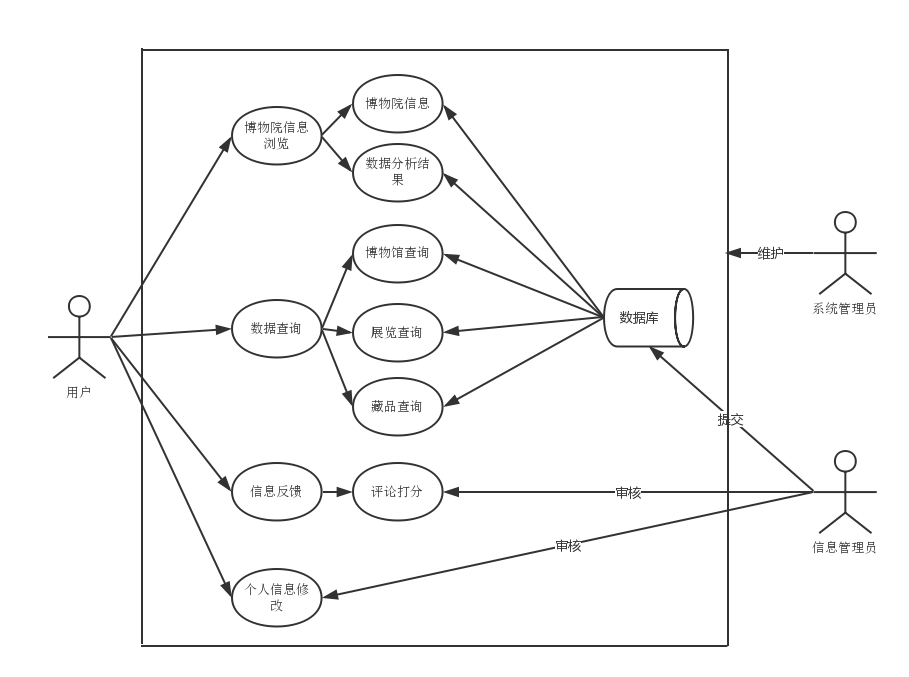 博物院信息
博物院信息
浏览
数据分析结
果
博物馆查询
维护
系统管理员
数据库
数据查询
展览查询
用户
藏品查询
提交
信息反馈
评论打分
审核
信息管理员
审核
个人信息修
改